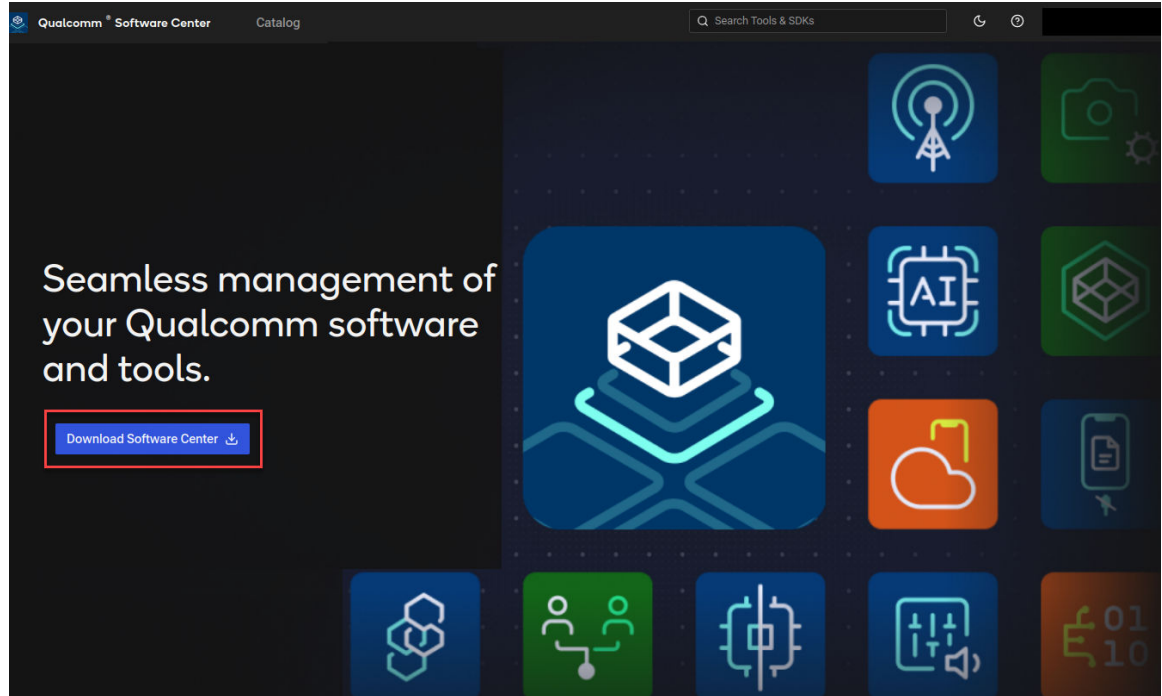 Qualcomm® Software Center
Catalog
Search Tools & SDKs
Seamless management of
your Qualcomm software
and tools.
Download Software Center
AI
01
10